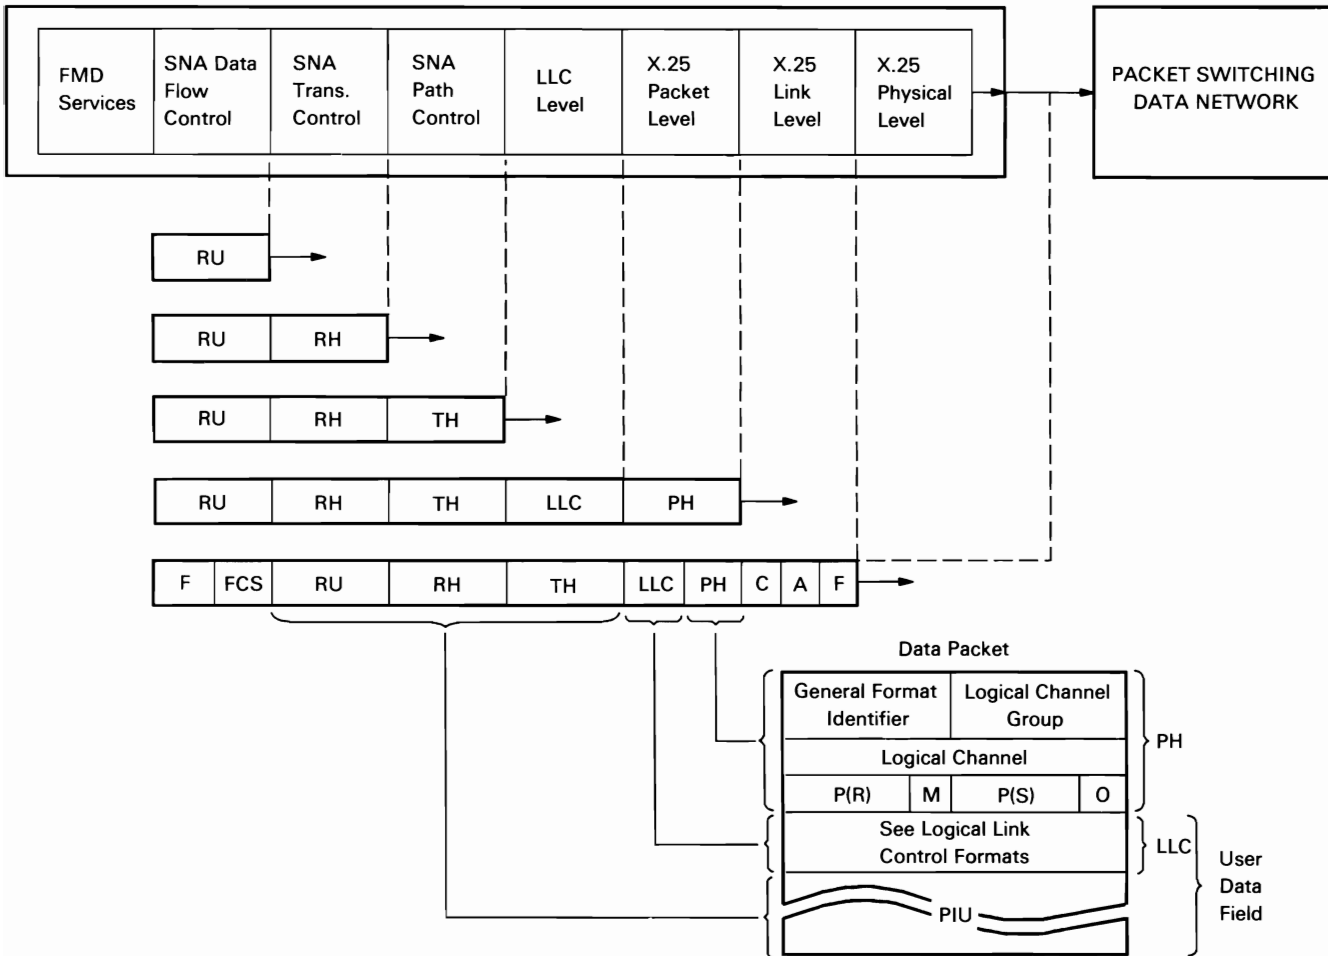 FMD
Services
SNA Data
Flow
Control
SNA
Trans.
Control
SNA
Path
Control
LLC
Level
X.25
Packet
Level
X.25
Link
Level
X.25
Physical
Level
PACKET SWITCHING
DATA NETWORK
RU
RU RH
RU RH TH
RU RH TH LLC PH
F FCS RU RH TH LLC PH C A F
Data Packet
General Format
Identifier
Logical Channel
Group
Logical Channel
P(R) M P(S) O
PH
See Logical Link
Control Formats
LLC
PIU
User
Data
Field